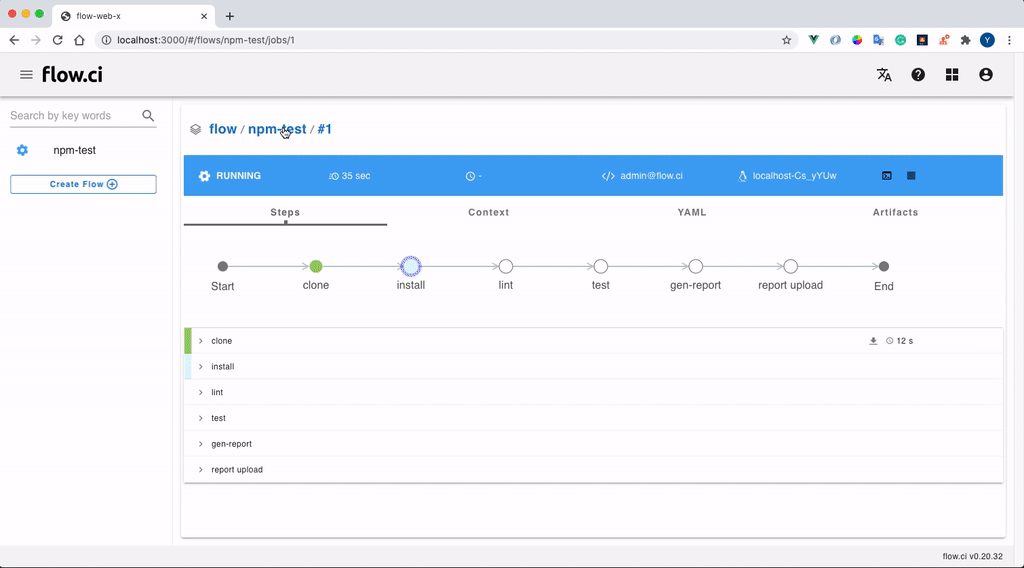 flow-web-x
localhost:3000/#/flows/npm-test/jobs/1
Y
flow.ci
Search by key words
npm-test
Create Flow
flow / npm-test / #1
RUNNING 35 sec - admin@flow.ci localhost-Cs_yYUw
Steps Context YAML Artifacts
Start clone install lint test gen-report report upload End
clone 12 s
install
lint
test
gen-report
report upload
flow.ci v0.20.32